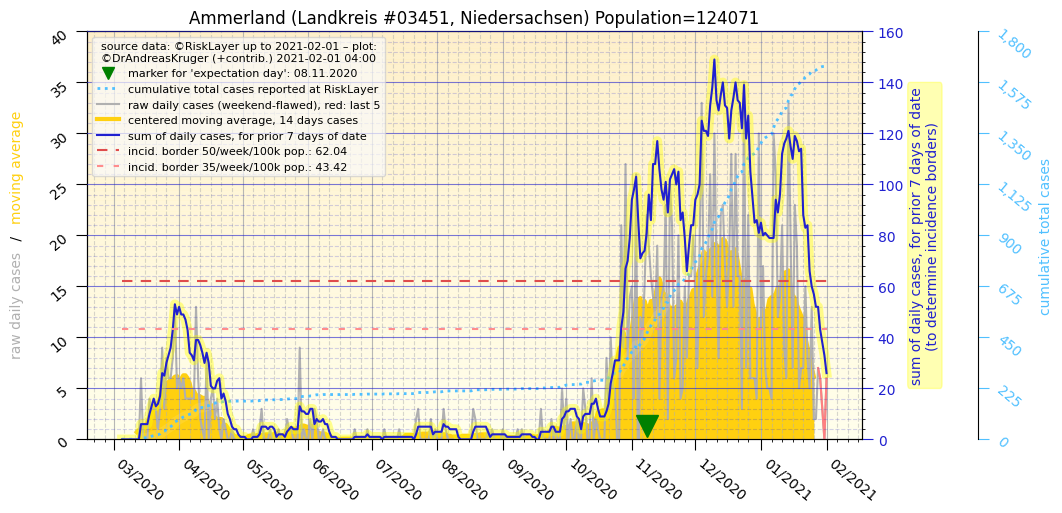 Ammerland (Landkreis #03451, Niedersachsen) Population=124071
source data: ©RiskLayer up to 2021-02-01 – plot:
©DrAndreasKruger (+contrib.) 2021-02-01 04:00
marker for 'expectation day': 08.11.2020
cumulative total cases reported at RiskLayer
raw daily cases (weekend-flawed), red: last 5
centered moving average, 14 days cases
sum of daily cases, for prior 7 days of date
incid. border 50/week/100k pop.: 62.04
incid. border 35/week/100k pop.: 43.42
raw daily cases / moving average
40
35
30
25
20
15
10
5
0
03/2020
04/2020
05/2020
06/2020
07/2020
08/2020
09/2020
10/2020
11/2020
12/2020
01/2021
02/2021
160
140
120
100
80
60
40
20
0
sum of daily cases, for prior 7 days of date
(to determine incidence borders)
1,800
1,575
1,350
1,125
900
675
450
225
0
cumulative total cases